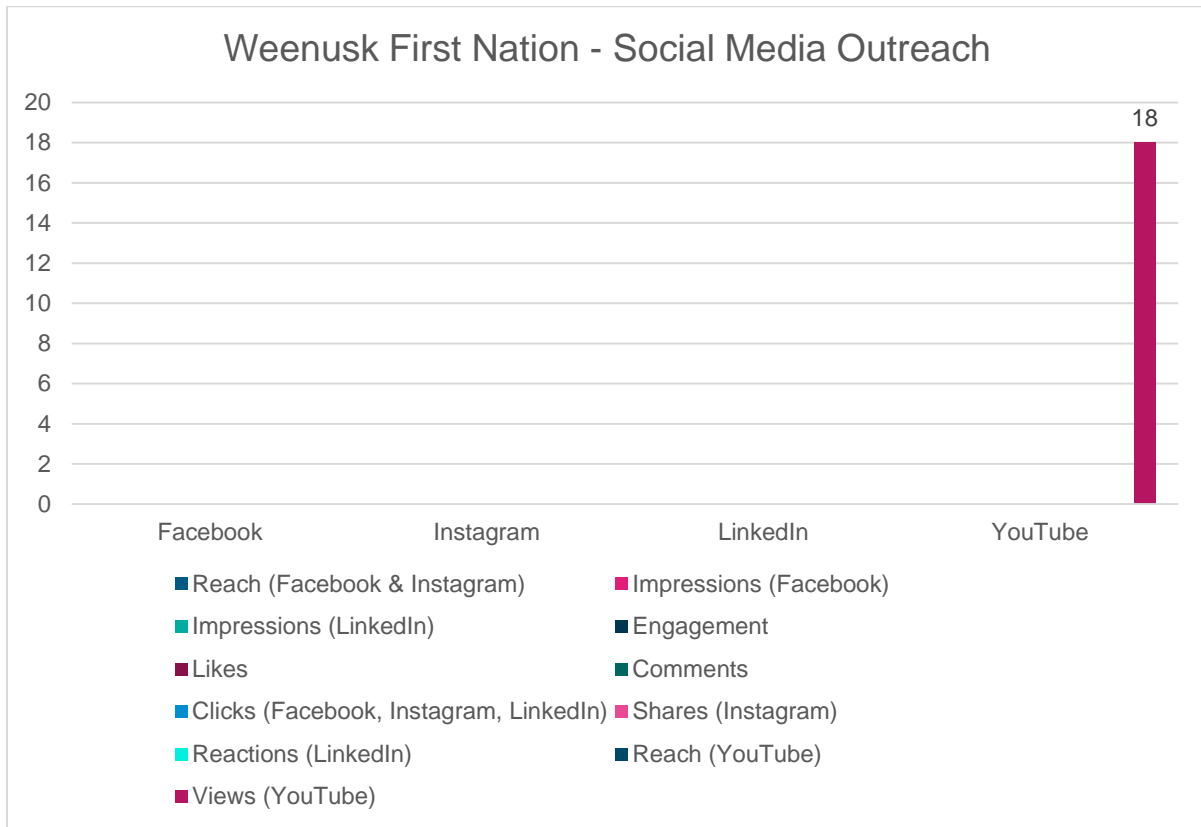 Weenusk First Nation - Social Media Outreach
20
18
18
16
14
12
10
8
6
4
2
0
Facebook Instagram LinkedIn YouTube
Reach (Facebook & Instagram) Impressions (Facebook)
Impressions (LinkedIn) Engagement
Likes Comments
Clicks (Facebook, Instagram, LinkedIn) Shares (Instagram)
Reactions (LinkedIn) Reach (YouTube)
Views (YouTube)